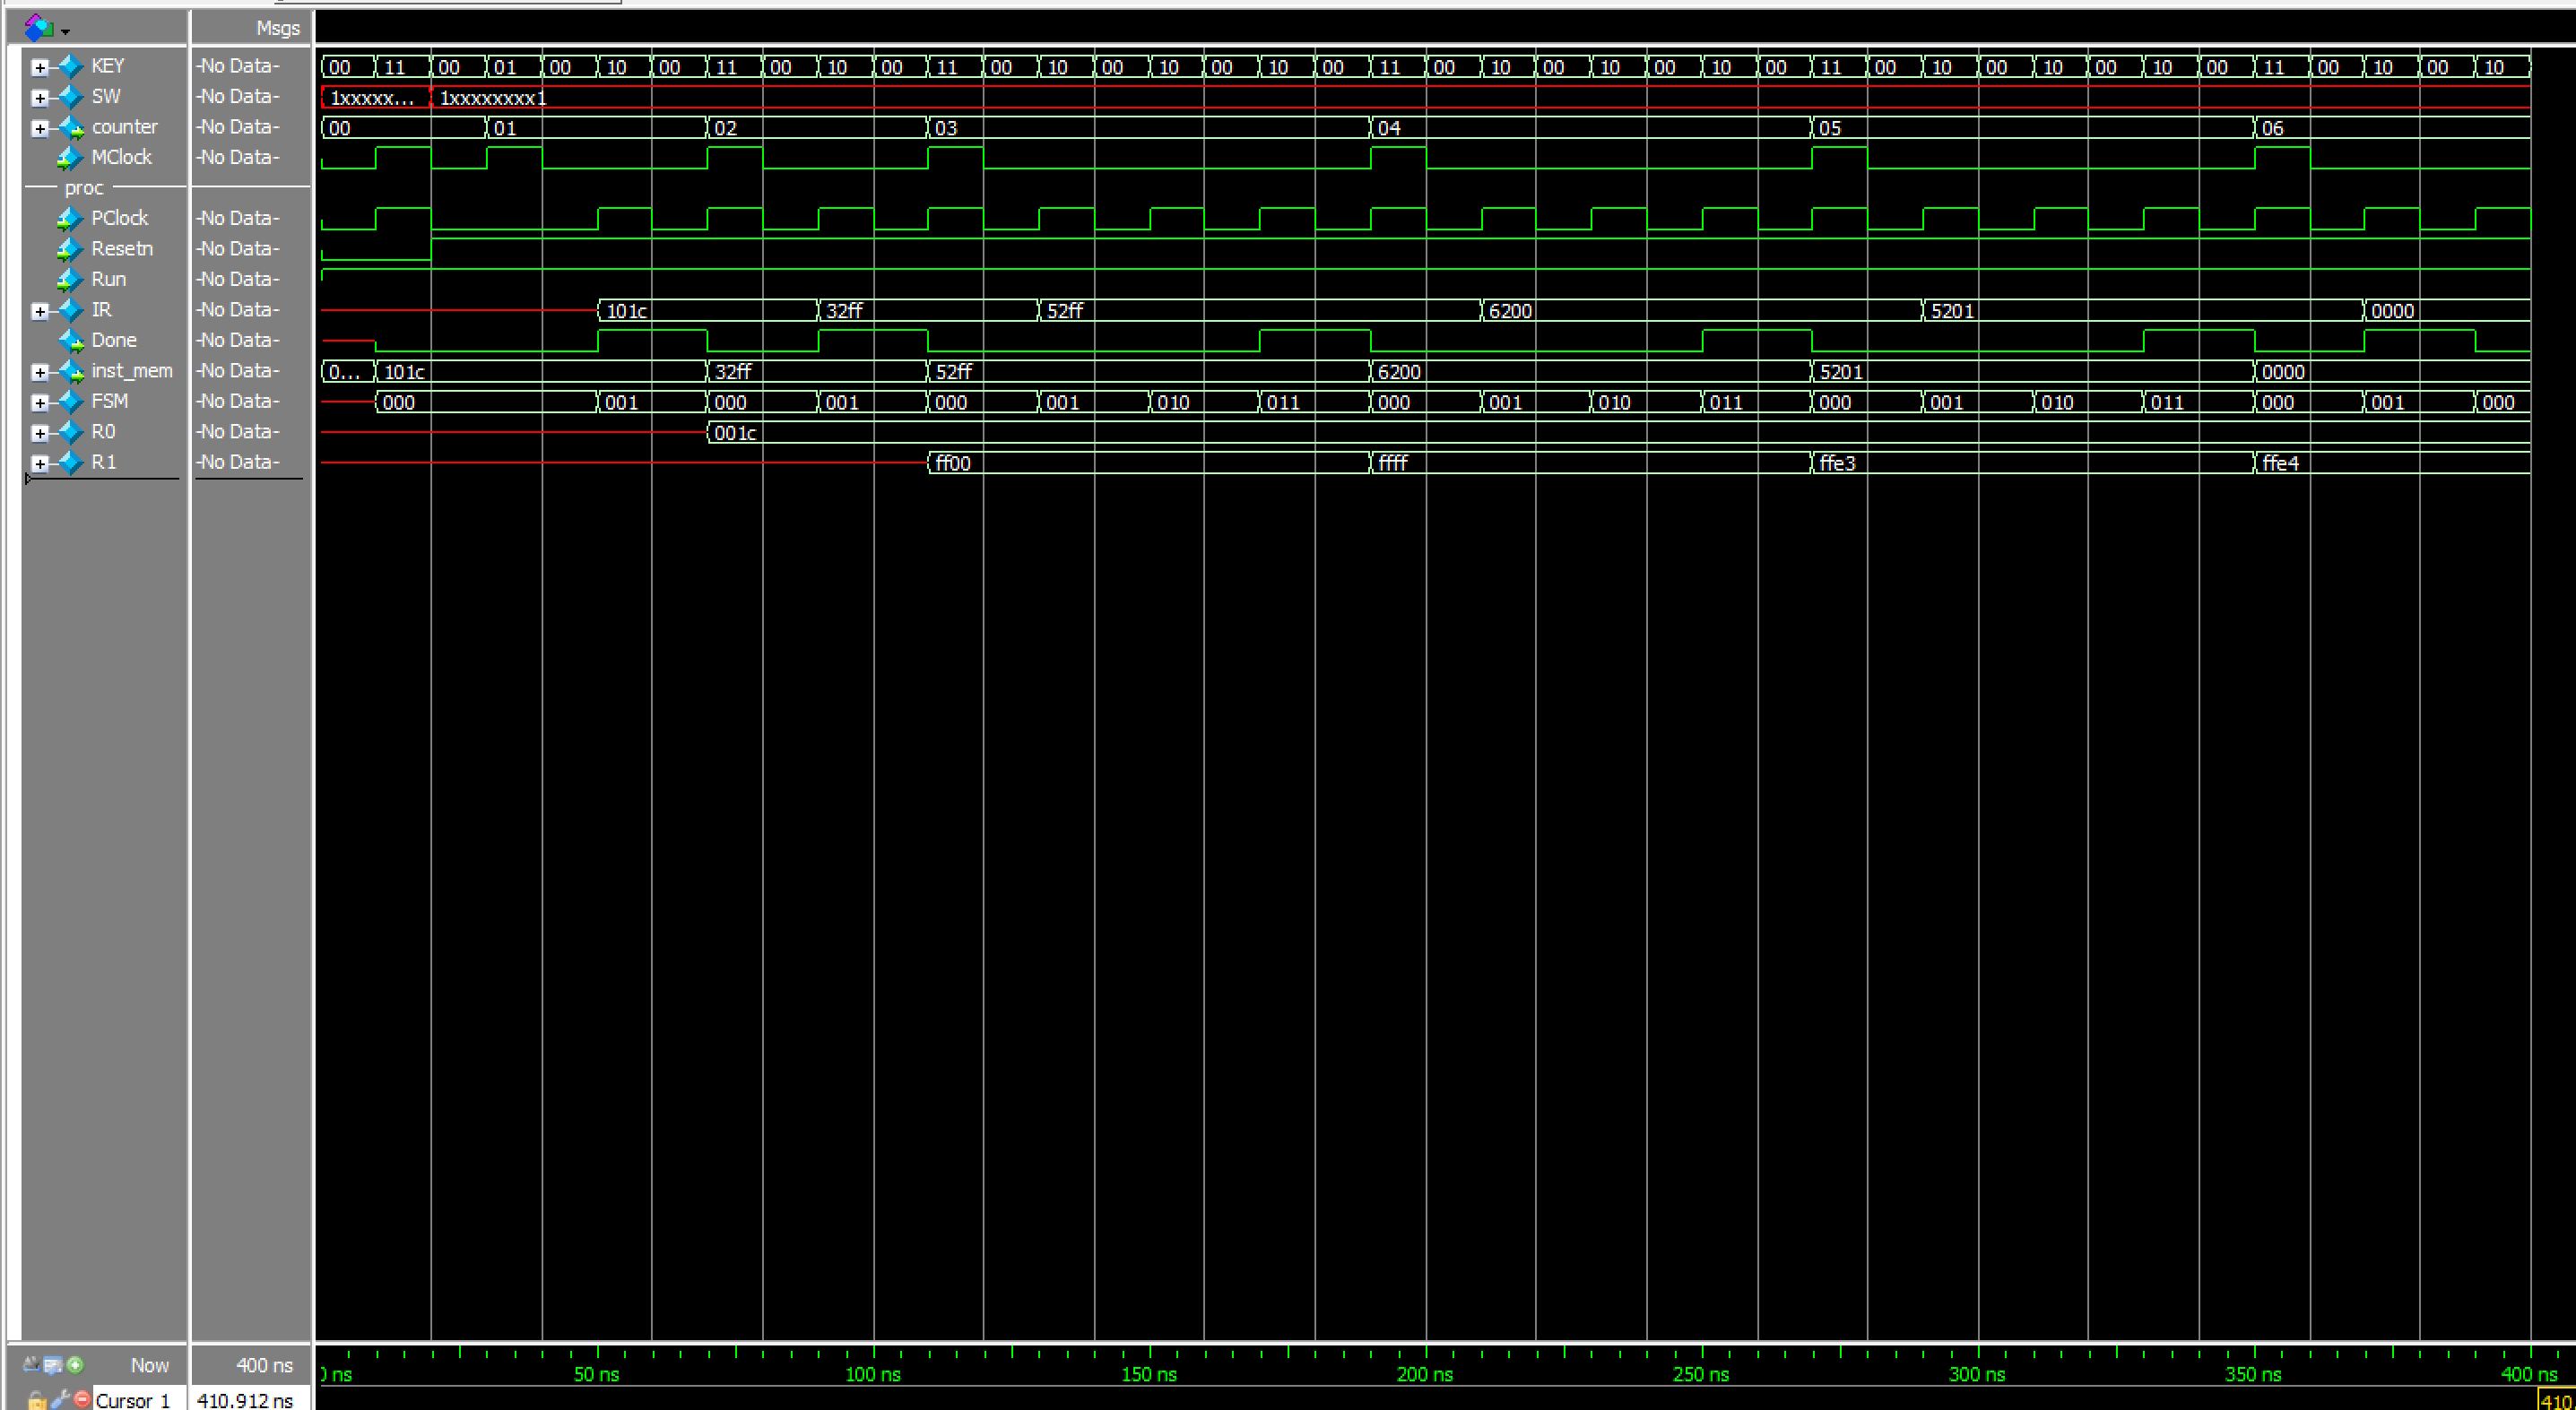 Msgs
KEY -No Data- 00 11 00 01 00 10 00 11 00 10 00 11 00 10 00 10 00 10 00 11 00 10 00 10 00 10 00 11 00 10 00 10 00 10 00 11 00 10 00 10
SW -No Data- 1xxxxx... 1xxxxxxxx1
counter -No Data- 00 01 02 03 04 05 06
MClock -No Data-
proc
PClock -No Data-
Resetn -No Data-
Run -No Data-
IR -No Data- 101c 32ff 52ff 6200 5201 0000
Done -No Data-
inst_mem -No Data- 0... 101c 32ff 52ff 6200 5201 0000
FSM -No Data- 000 001 000 001 000 001 010 011 000 001 010 011 000 001 010 011 000 001 000
R0 -No Data- 001c
R1 -No Data- ff00 ffff ffe3 ffe4
Now 400 ns ns 50 ns 100 ns 150 ns 200 ns 250 ns 300 ns 350 ns 400 ns
Cursor 1 410.912 ns 410